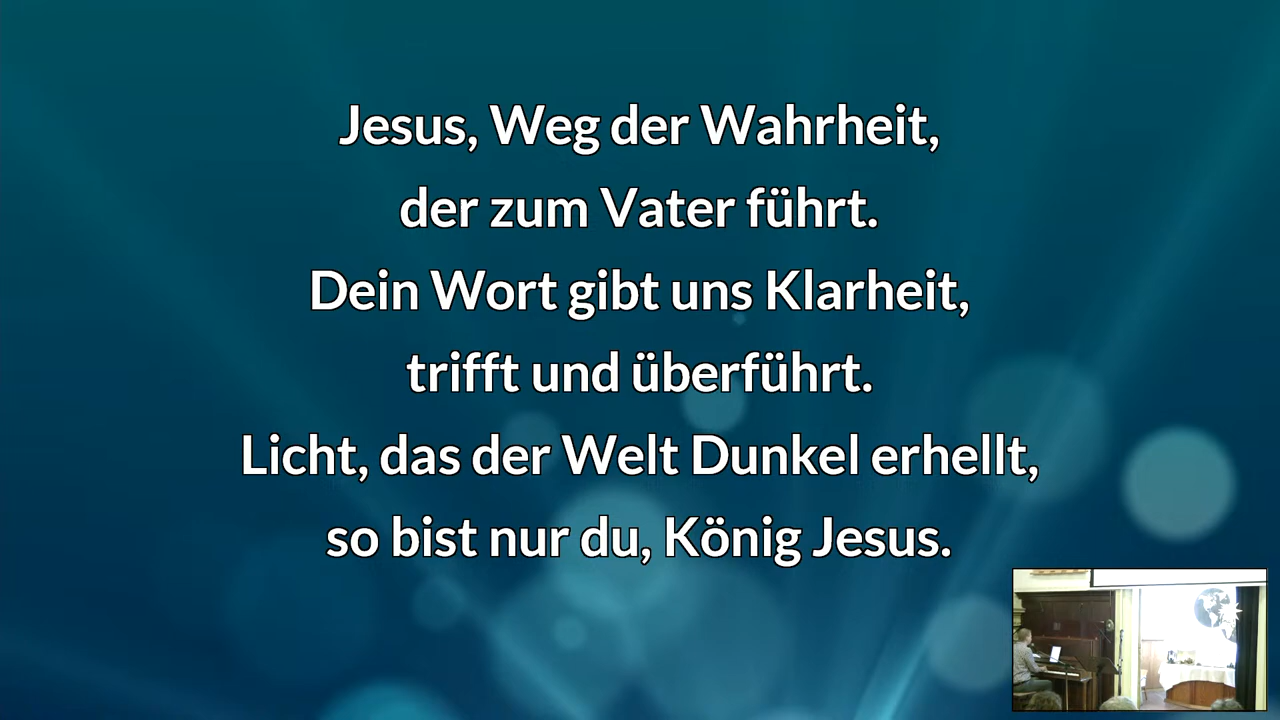 Jesus, Weg der Wahrheit,
der zum Vater führt.
Dein Wort gibt uns Klarheit,
trifft und überführt.
Licht, das der Welt Dunkel erhellt,
so bist nur du, König Jesus.